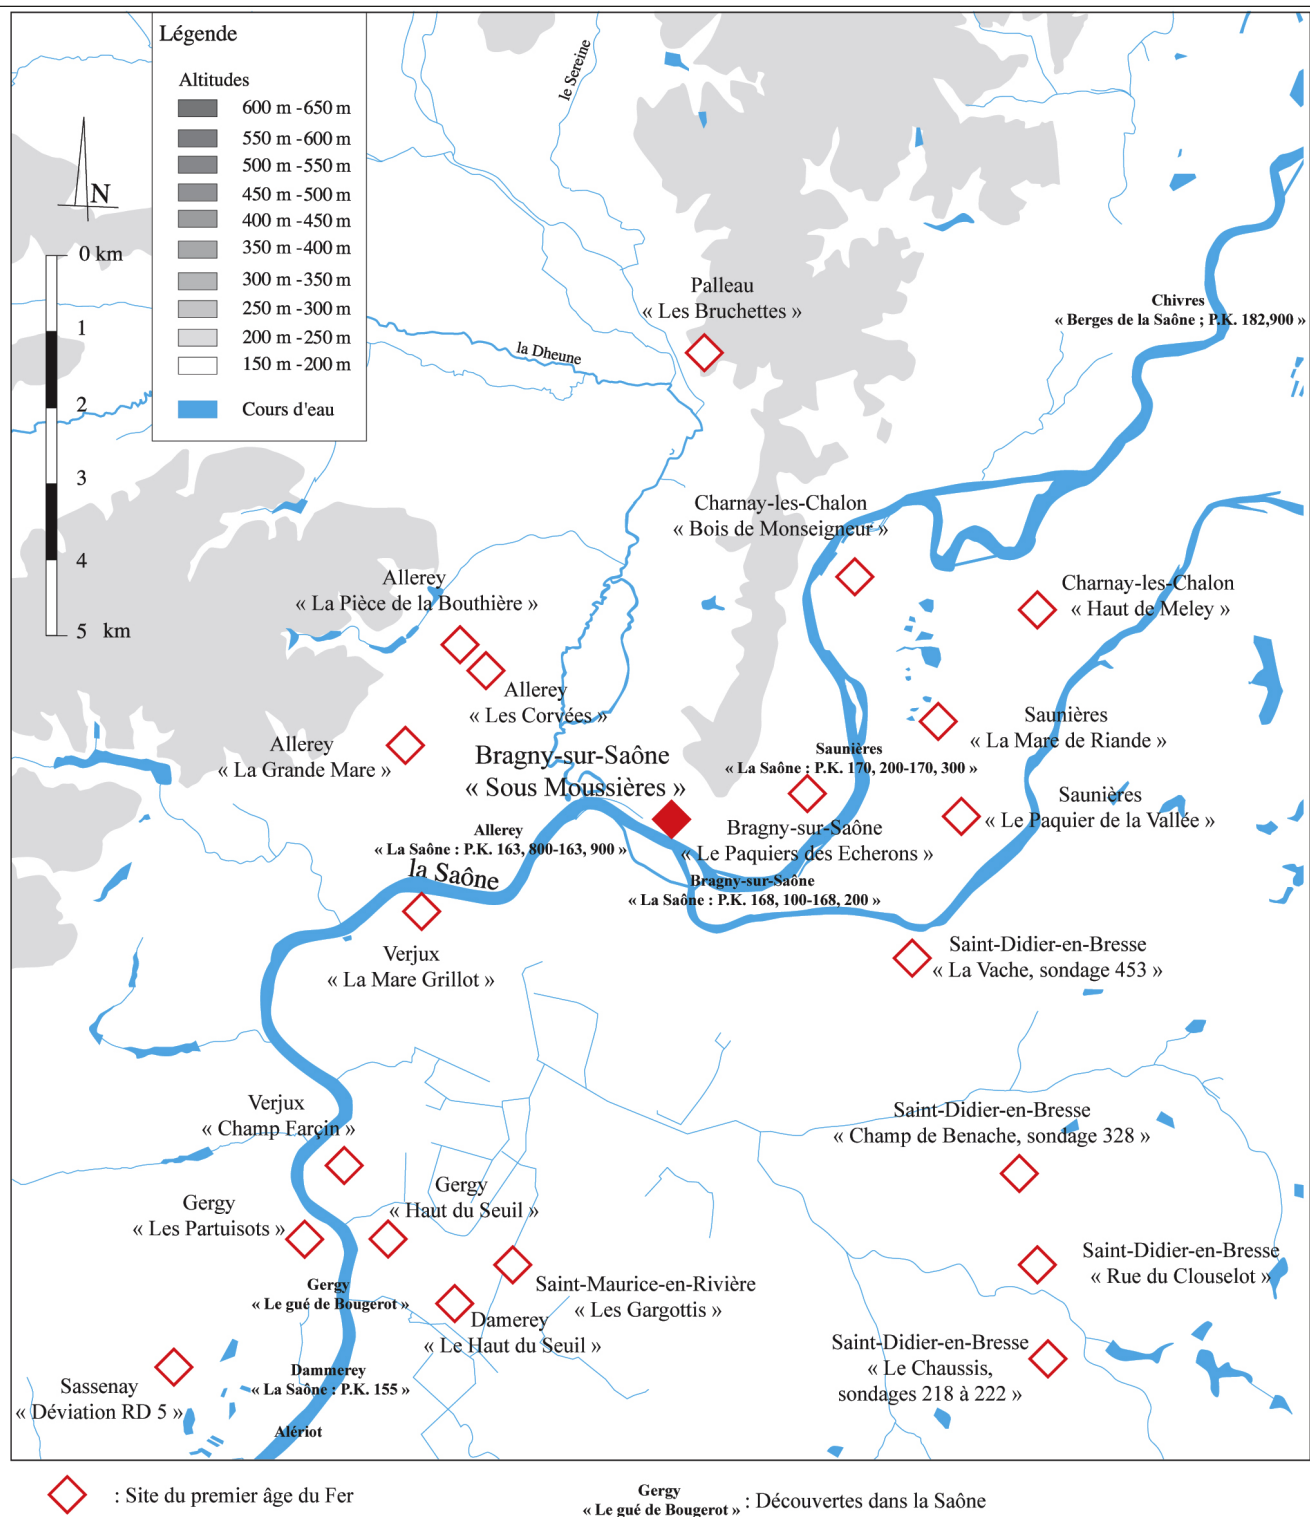 Légende
Altitudes
600 m -650 m
550 m -600 m
500 m -550 m
450 m -500 m
400 m -450 m
350 m -400 m
300 m -350 m
250 m -300 m
200 m -250 m
150 m -200 m
Cours d'eau
N
0 km
1
2
3
4
5 km
le Sereine
la Dheune
Palleau
« Les Bruchettes »
Chivres
« Berges de la Saône ; P.K. 182,900 »
Charnay-les-Chalon
« Bois de Monseigneur »
Allerey
« La Pièce de la Bouthière »
Charnay-les-Chalon
« Haut de Meley »
Allerey
« Les Corvées »
Allerey
« La Grande Mare »
Saunières
« La Mare de Riande »
Bragny-sur-Saône
« Sous Moussières »
Saunières
« La Saône : P.K. 170, 200-170, 300 »
Saunières
« Le Paquier de la Vallée »
Bragny-sur-Saône
« Le Paquiers des Echerons »
Allerey
« La Saône : P.K. 163, 800-163, 900 »
la Saône
Bragny-sur-Saône
« La Saône : P.K. 168, 100-168, 200 »
Verjux
« La Mare Grillot »
Saint-Didier-en-Bresse
« La Vache, sondage 453 »
Verjux
« Champ Farçin »
Saint-Didier-en-Bresse
« Champ de Benache, sondage 328 »
Gergy
« Haut du Seuil »
Gergy
« Les Partuisots »
Saint-Didier-en-Bresse
« Rue du Clouselot »
Gergy
« Le gué de Bougerot »
Saint-Maurice-en-Rivière
« Les Gargottis »
Damerey
« Le Haut du Seuil »
Saint-Didier-en-Bresse
« Le Chaussis,
sondages 218 à 222 »
Dammerey
« La Saône : P.K. 155 »
Sassenay
« Déviation RD 5 »
Alériot
: Site du premier âge du Fer
Gergy
« Le gué de Bougerot »
: Découvertes dans la Saône